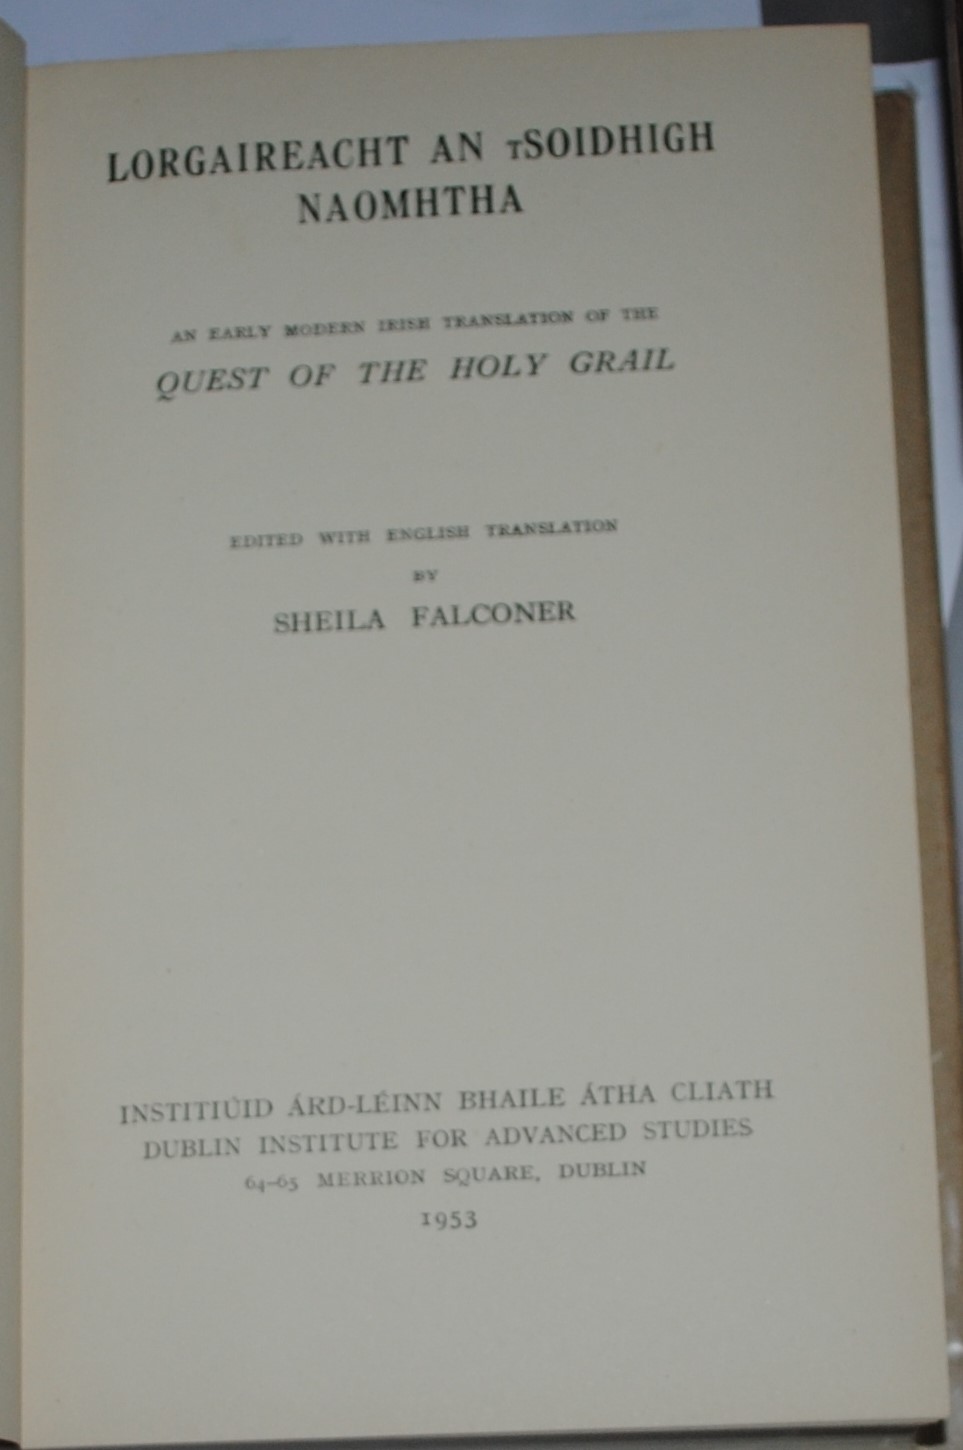 LORGAIREACHT AN tSOIDHIGH
NAOMHTHA
AN EARLY MODERN IRISH TRANSLATION OF THE
QUEST OF THE HOLY GRAIL
EDITED WITH ENGLISH TRANSLATION
BY
SHEILA FALCONER
INSTITIÚID ÁRD-LÉINN BHAILE ÁTHA CLIATH
DUBLIN INSTITUTE FOR ADVANCED STUDIES
64-65 MERRION SQUARE, DUBLIN
1953